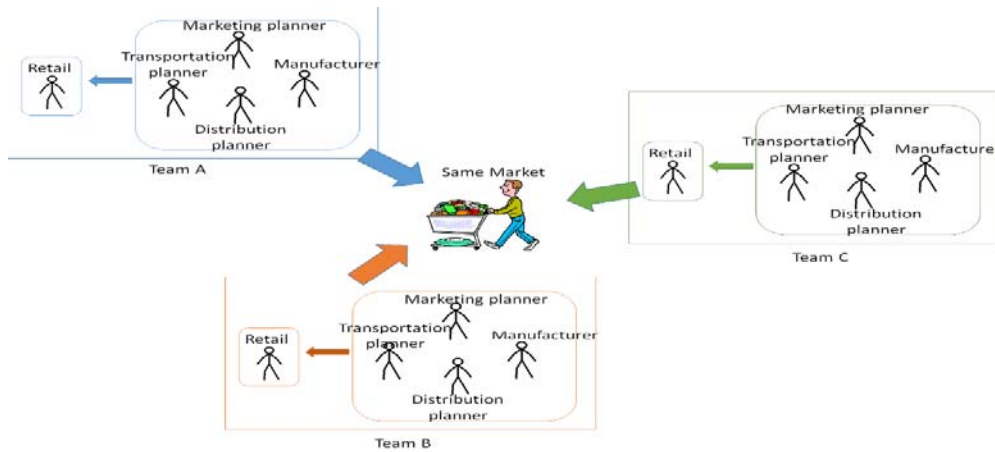 Marketing planner
Transportation
planner
Manufacturer
Retail
Distribution
planner
Team A
Same Market
Marketing planner
Transportation
planner
Manufacturer
Retail
Distribution
planner
Team C
Marketing planner
Transportation
planner
Manufacturer
Retail
Distribution
planner
Team B